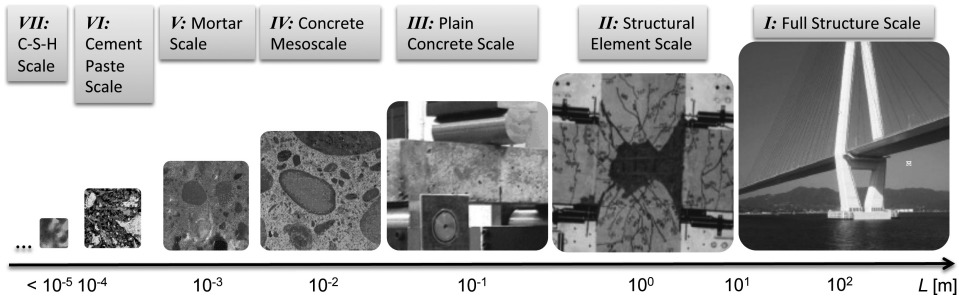 VII:
C-S-H
Scale
VI:
Cement
Paste
Scale
V: Mortar
Scale
IV: Concrete
Mesoscale
III: Plain
Concrete Scale
II: Structural
Element Scale
I: Full Structure Scale
...
< 10⁻⁵ 10⁻⁴ 10⁻³ 10⁻² 10⁻¹ 10⁰ 10¹ 10² L [m]